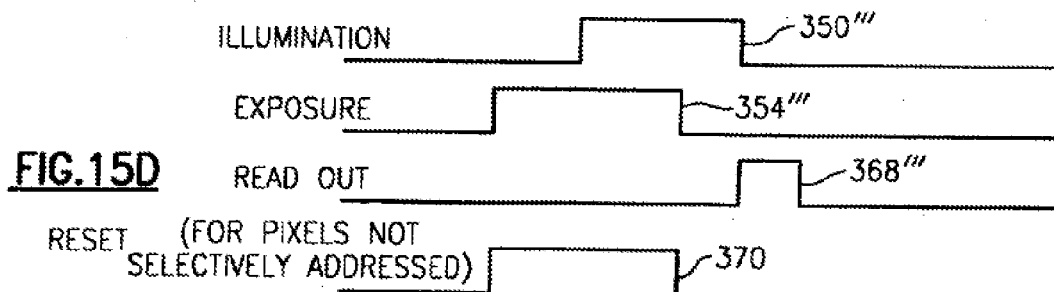 ILLUMINATION
350‴
EXPOSURE
354‴
FIG.15D
READ OUT
368‴
RESET (FOR PIXELS NOT
SELECTIVELY ADDRESSED)
370